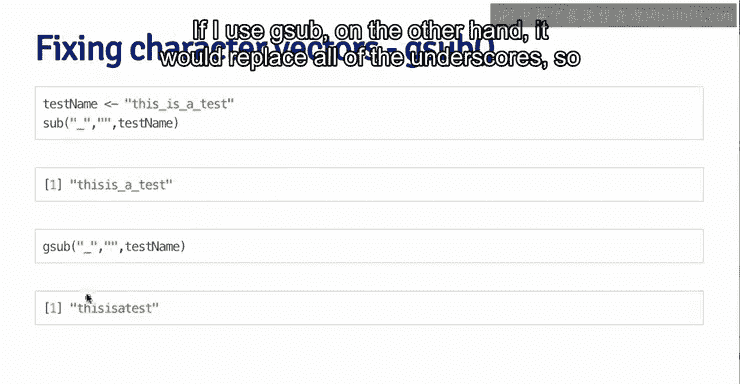 If I use gsub, on the other hand, it
would replace all of the underscores, so
Fixing character vectors - gsub()
testName <- "this_is_a_test"
sub("_","",testName)
[1] "thisis_a_test"
gsub("_","",testName)
[1] "thisisatest"